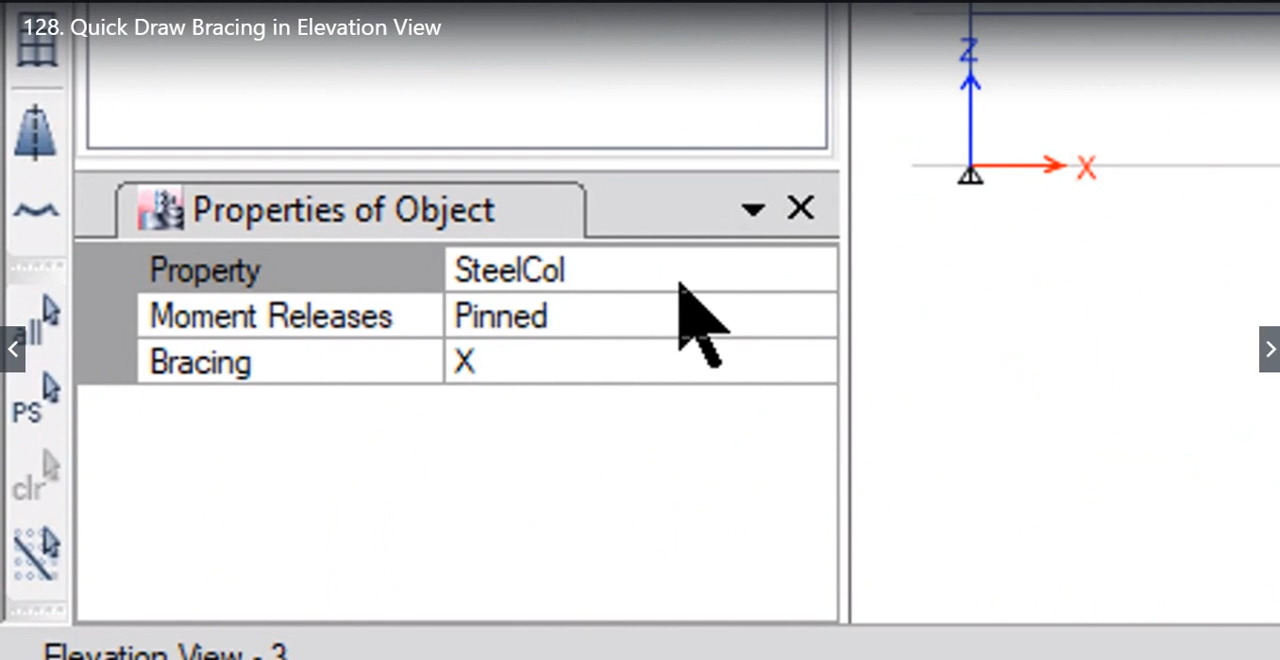 128. Quick Draw Bracing in Elevation View
Z
X
Properties of Object
Property SteelCol
Moment Releases Pinned
Bracing X
all
PS
clr
Elevation View - 3